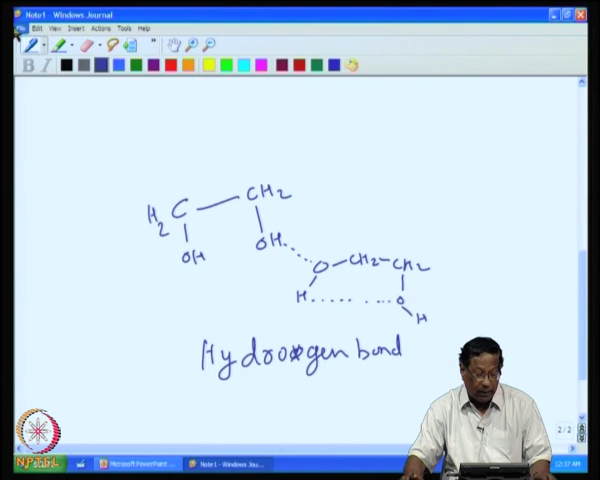 Note1 - Windows Journal
File Edit View Insert Actions Tools Help
B I
H2C — CH2
OH OH
O — CH2 — CH2
H O
H
Hydrogen bond
2/2
NPTEL
Microsoft PowerPoint ... Note1 - Windows Jou... 12:37 AM